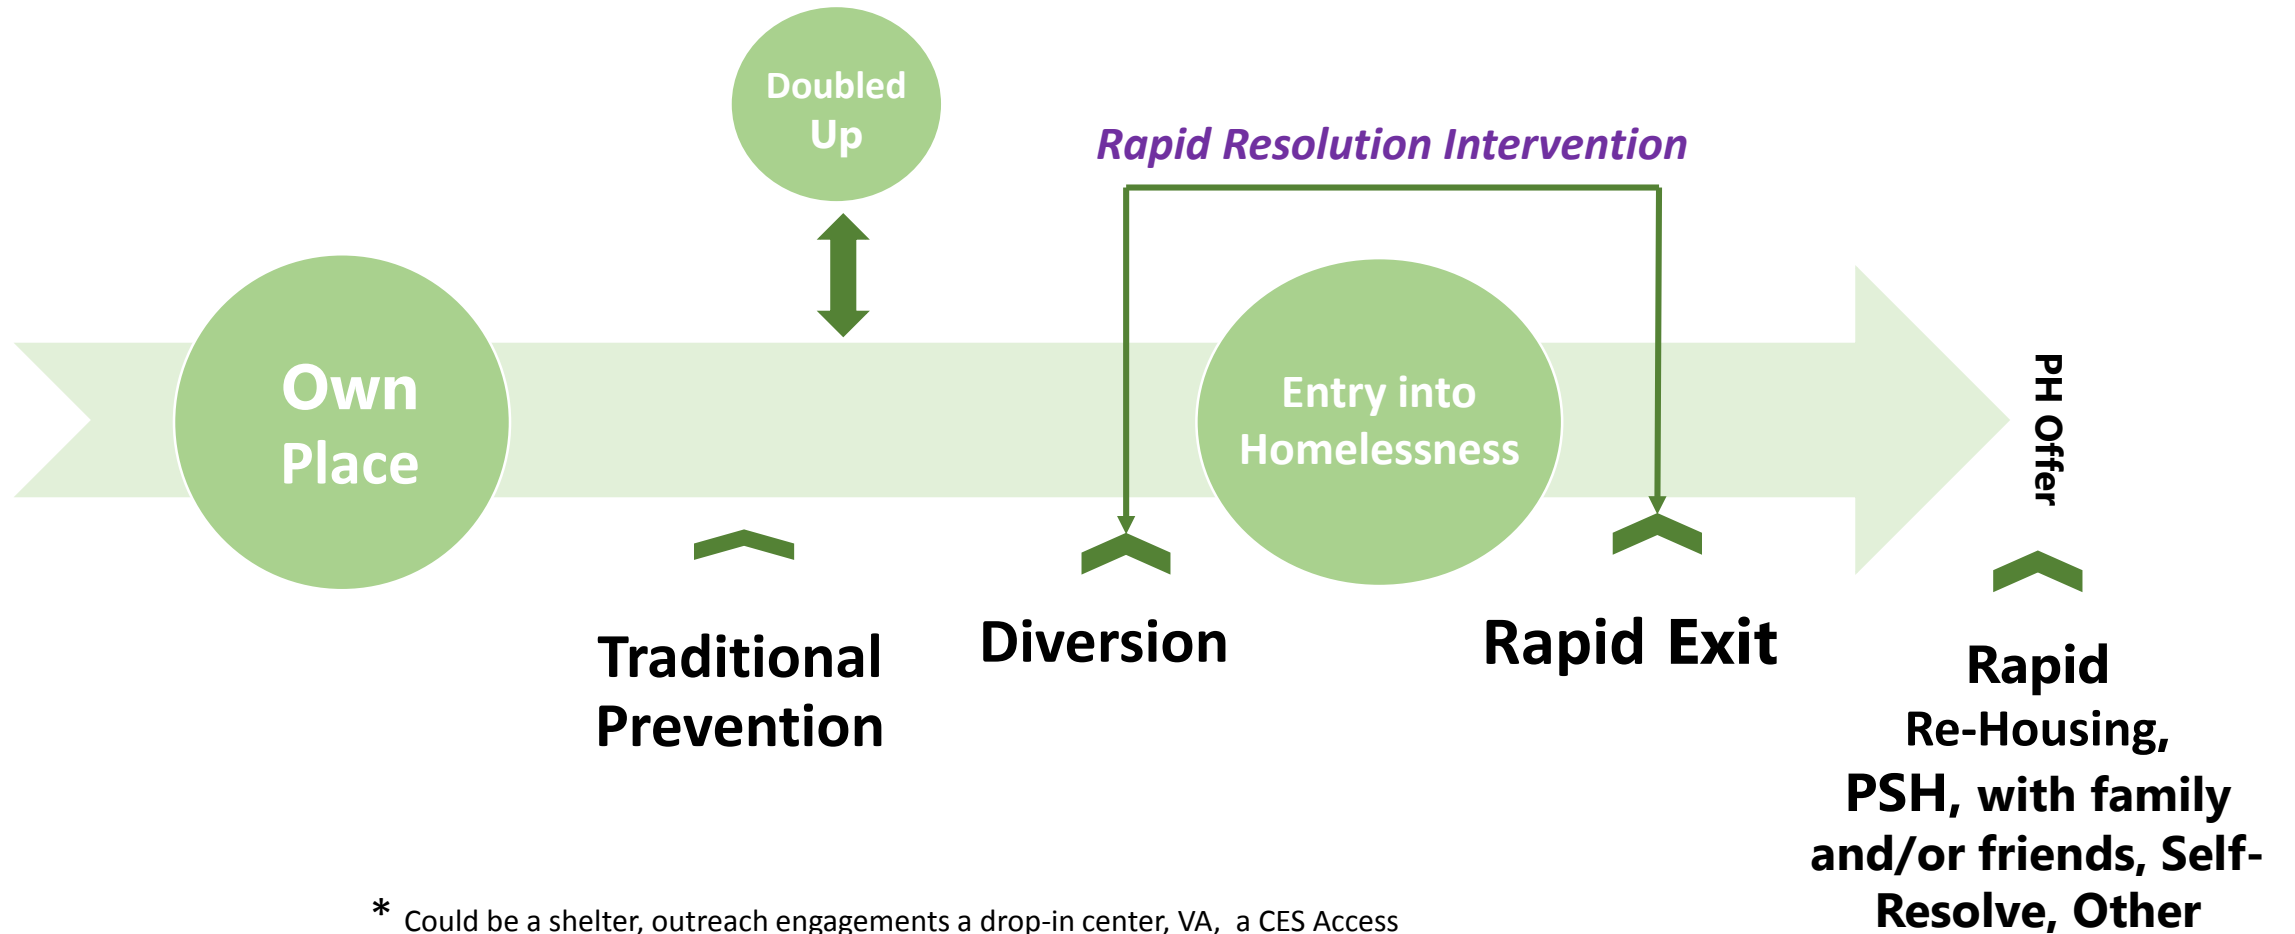 Doubled
Up
Rapid Resolution Intervention
Own
Place
Entry into
Homelessness
PH Offer
Traditional
Prevention
Diversion
Rapid Exit
Rapid
Re-Housing,
PSH, with family
and/or friends, Self-
Resolve, Other
* Could be a shelter, outreach engagements a drop-in center, VA, a CES Access